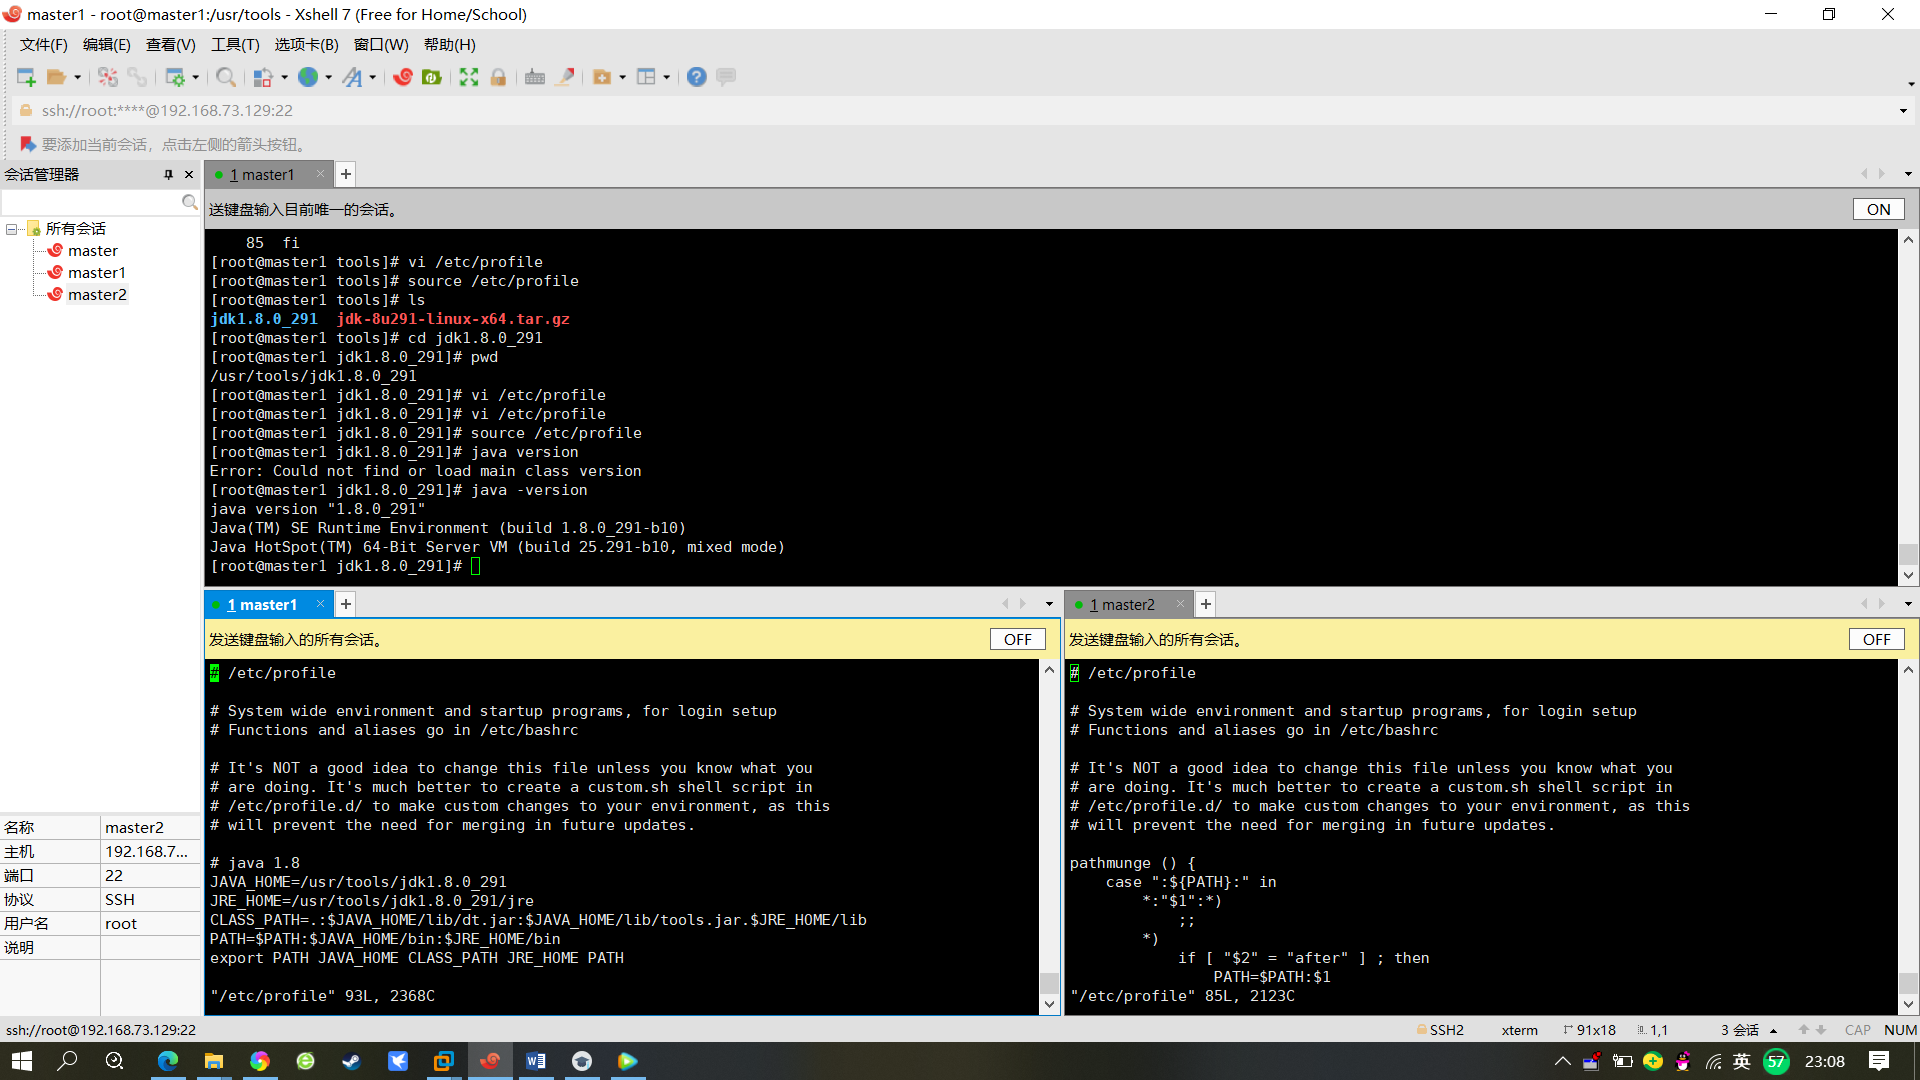 master1 - root@master1:/usr/tools - Xshell 7 (Free for Home/School)
文件(F) 编辑(E) 查看(V) 工具(T) 选项卡(B) 窗口(W) 帮助(H)
ssh://root:****@192.168.73.129:22
要添加当前会话，点击左侧的箭头按钮。
会话管理器
所有会话
master
master1
master2
名称 master2
主机 192.168.7...
端口 22
协议 SSH
用户名 root
说明
1 master1
送键盘输入目前唯一的会话。 ON
85 fi
[root@master1 tools]# vi /etc/profile
[root@master1 tools]# source /etc/profile
[root@master1 tools]# ls
jdk1.8.0_291 jdk-8u291-linux-x64.tar.gz
[root@master1 tools]# cd jdk1.8.0_291
[root@master1 jdk1.8.0_291]# pwd
/usr/tools/jdk1.8.0_291
[root@master1 jdk1.8.0_291]# vi /etc/profile
[root@master1 jdk1.8.0_291]# vi /etc/profile
[root@master1 jdk1.8.0_291]# source /etc/profile
[root@master1 jdk1.8.0_291]# java version
Error: Could not find or load main class version
[root@master1 jdk1.8.0_291]# java -version
java version "1.8.0_291"
Java(TM) SE Runtime Environment (build 1.8.0_291-b10)
Java HotSpot(TM) 64-Bit Server VM (build 25.291-b10, mixed mode)
[root@master1 jdk1.8.0_291]#
1 master1
发送键盘输入的所有会话。 OFF
# /etc/profile
# System wide environment and startup programs, for login setup
# Functions and aliases go in /etc/bashrc
# It's NOT a good idea to change this file unless you know what you
# are doing. It's much better to create a custom.sh shell script in
# /etc/profile.d/ to make custom changes to your environment, as this
# will prevent the need for merging in future updates.
# java 1.8
JAVA_HOME=/usr/tools/jdk1.8.0_291
JRE_HOME=/usr/tools/jdk1.8.0_291/jre
CLASS_PATH=.:$JAVA_HOME/lib/dt.jar:$JAVA_HOME/lib/tools.jar.$JRE_HOME/lib
PATH=$PATH:$JAVA_HOME/bin:$JRE_HOME/bin
export PATH JAVA_HOME CLASS_PATH JRE_HOME PATH
"/etc/profile" 93L, 2368C
1 master2
发送键盘输入的所有会话。 OFF
# /etc/profile
# System wide environment and startup programs, for login setup
# Functions and aliases go in /etc/bashrc
# It's NOT a good idea to change this file unless you know what you
# are doing. It's much better to create a custom.sh shell script in
# /etc/profile.d/ to make custom changes to your environment, as this
# will prevent the need for merging in future updates.
pathmunge () {
case ":${PATH}:" in
*:"$1":*)
;;
*)
if [ "$2" = "after" ] ; then
PATH=$PATH:$1
"/etc/profile" 85L, 2123C
ssh://root@192.168.73.129:22 SSH2 xterm 91x18 1,1 3 会话 CAP NUM
英 57 23:08